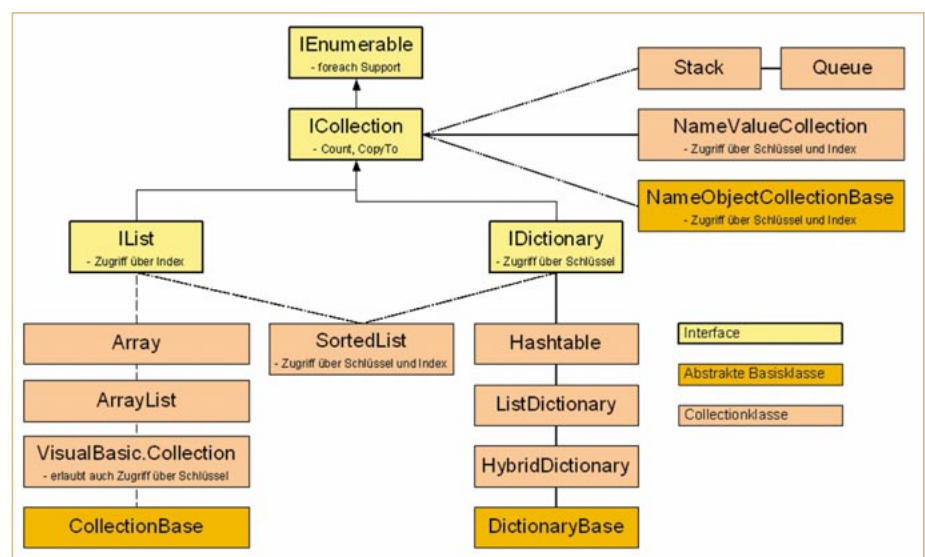 IEnumerable
- foreach Support
ICollection
- Count, CopyTo
Stack
Queue
NameValueCollection
- Zugriff über Schlüssel und Index
NameObjectCollectionBase
- Zugriff über Schlüssel und Index
IList
- Zugriff über Index
IDictionary
- Zugriff über Schlüssel
Array
ArrayList
VisualBasic.Collection
- erlaubt auch Zugriff über Schlüssel
CollectionBase
SortedList
- Zugriff über Schlüssel und Index
Hashtable
ListDictionary
HybridDictionary
DictionaryBase
Interface
Abstrakte Basisklasse
Collectionklasse